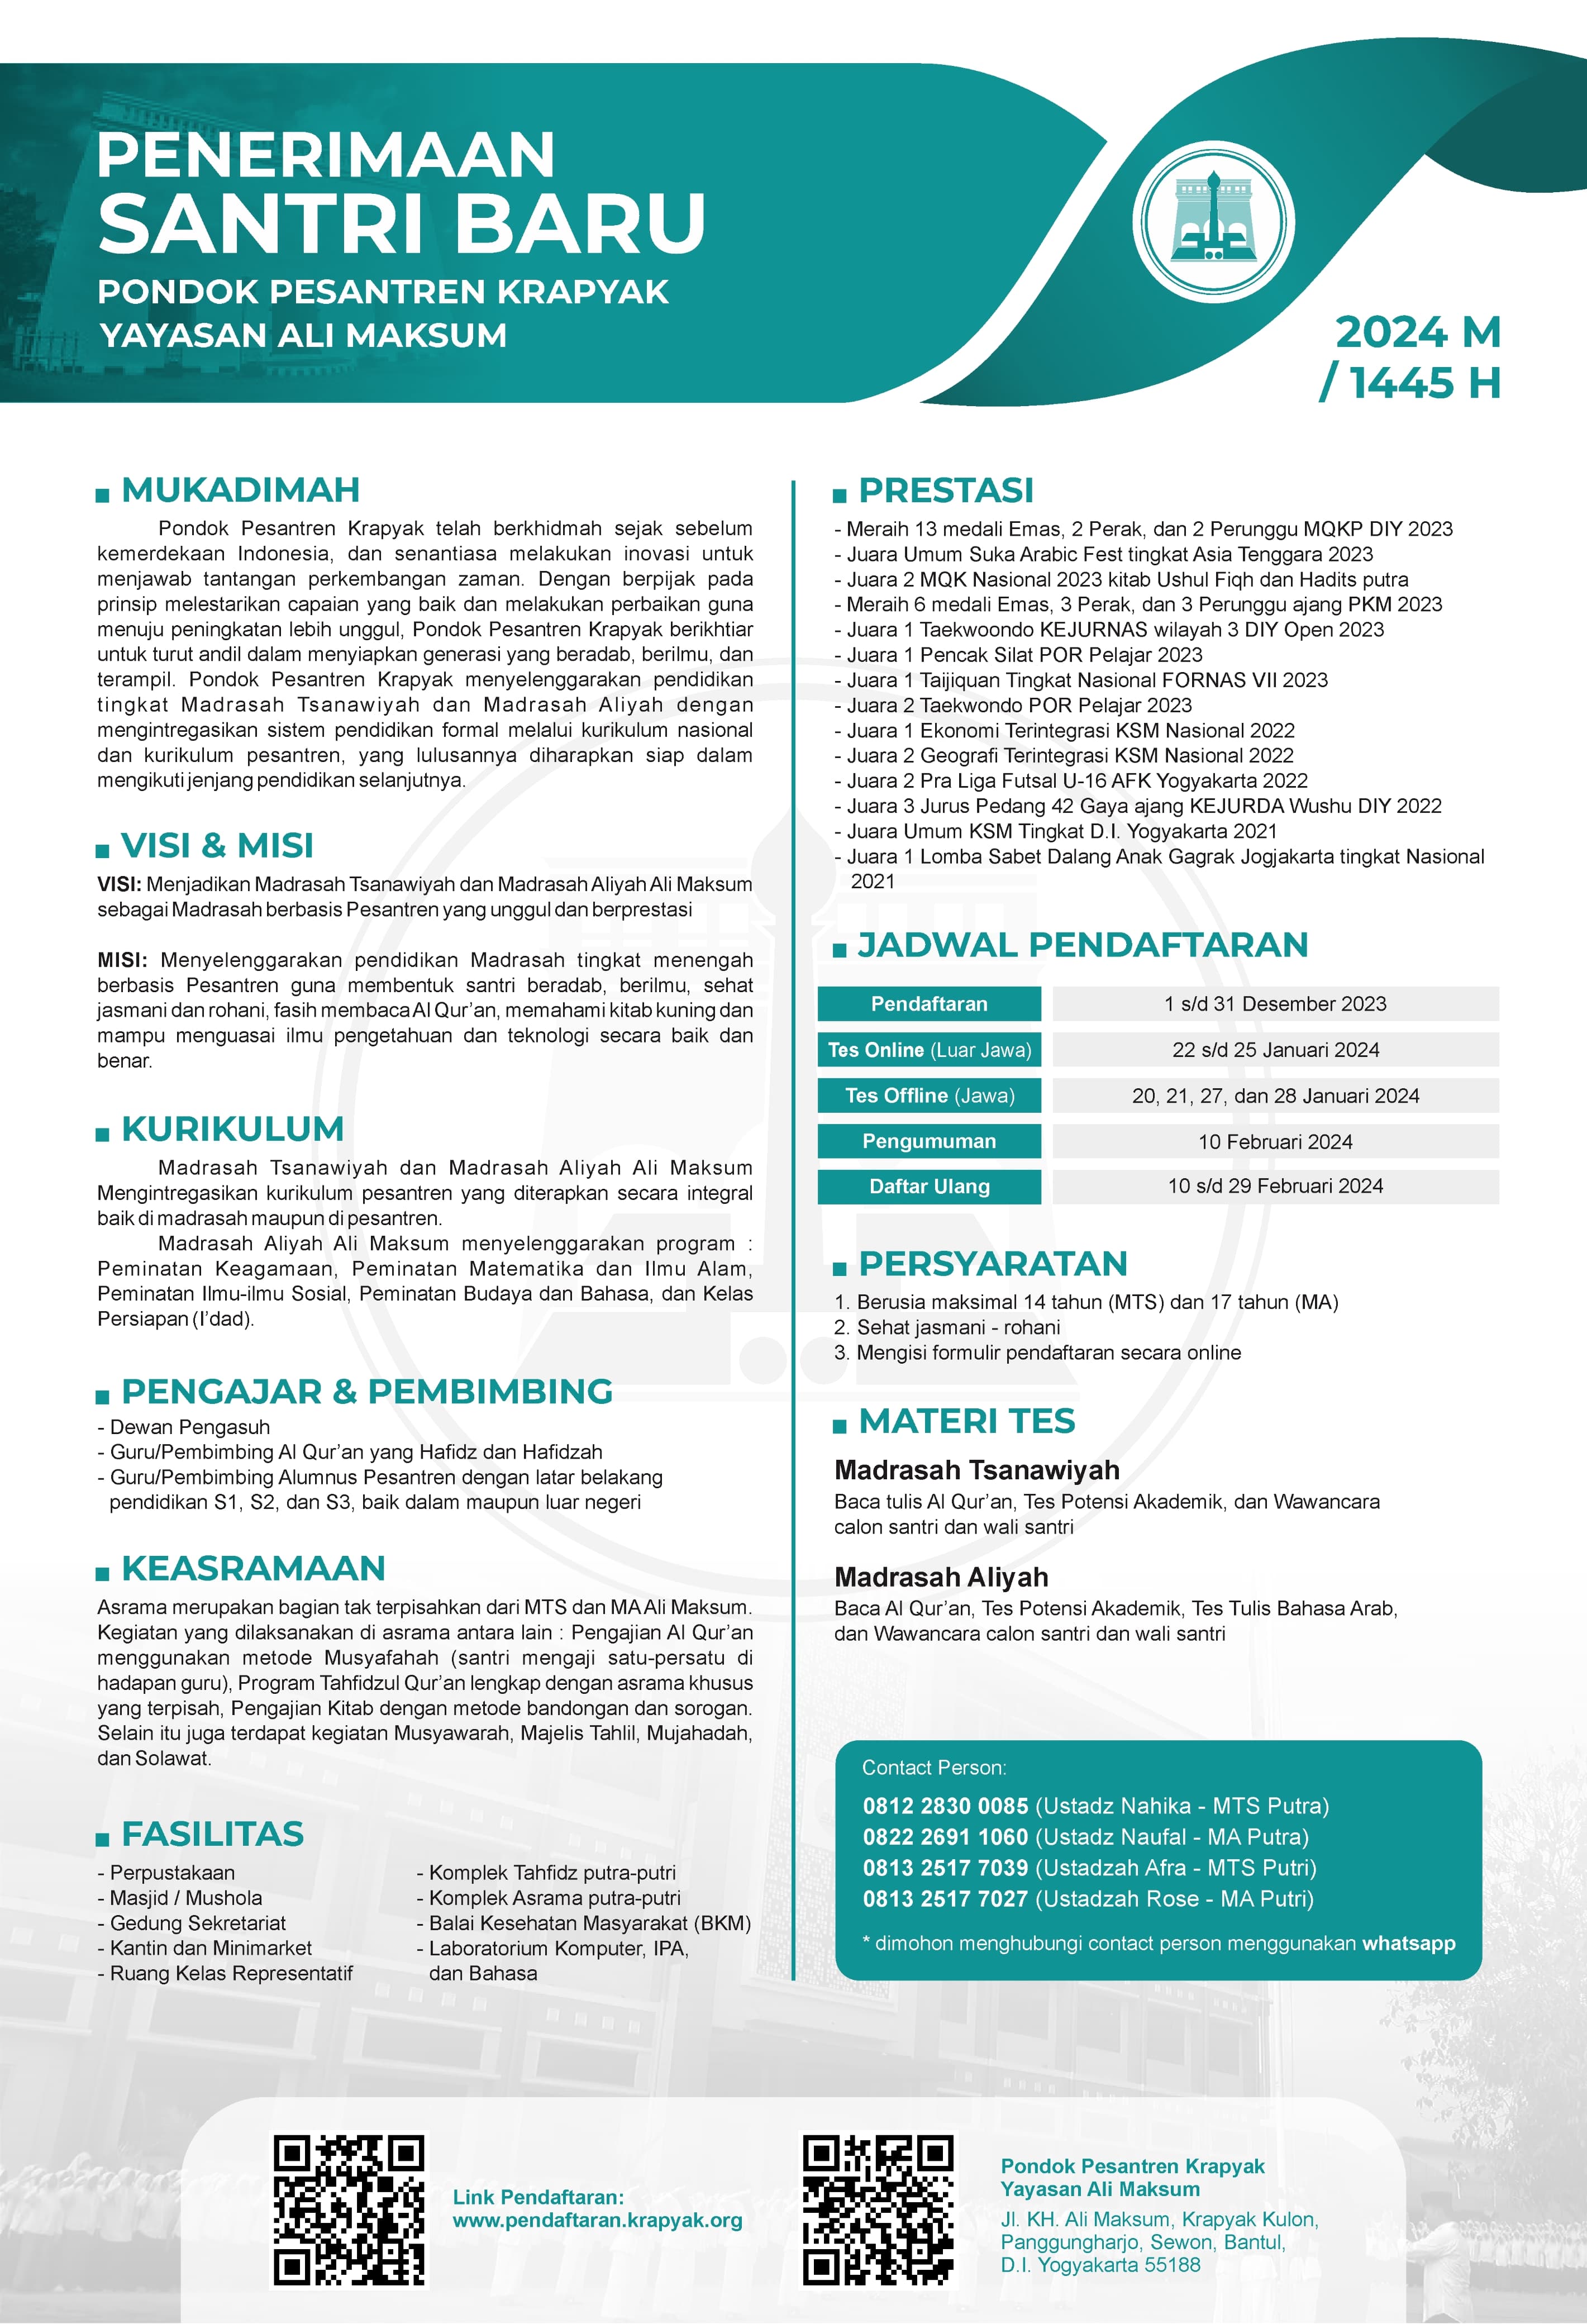 PENERIMAAN
SANTRI BARU
PONDOK PESANTREN KRAPYAK
YAYASAN ALI MAKSUM
2024 M
/ 1445 H
MUKADIMAH
Pondok Pesantren Krapyak telah berkhidmah sejak sebelum
kemerdekaan Indonesia, dan senantiasa melakukan inovasi untuk
menjawab tantangan perkembangan zaman. Dengan berpijak pada
prinsip melestarikan capaian yang baik dan melakukan perbaikan guna
menuju peningkatan lebih unggul, Pondok Pesantren Krapyak berikhtiar
untuk turut andil dalam menyiapkan generasi yang beradab, berilmu, dan
terampil. Pondok Pesantren Krapyak menyelenggarakan pendidikan
tingkat Madrasah Tsanawiyah dan Madrasah Aliyah dengan
mengintregasikan sistem pendidikan formal melalui kurikulum nasional
dan kurikulum pesantren, yang lulusannya diharapkan siap dalam
mengikuti jenjang pendidikan selanjutnya.
VISI & MISI
VISI: Menjadikan Madrasah Tsanawiyah dan Madrasah Aliyah Ali Maksum
sebagai Madrasah berbasis Pesantren yang unggul dan berprestasi
MISI: Menyelenggarakan pendidikan Madrasah tingkat menengah
berbasis Pesantren guna membentuk santri beradab, berilmu, sehat
jasmani dan rohani, fasih membaca Al Qur'an, memahami kitab kuning dan
mampu menguasai ilmu pengetahuan dan teknologi secara baik dan
benar.
KURIKULUM
Madrasah Tsanawiyah dan Madrasah Aliyah Ali Maksum
Mengintregasikan kurikulum pesantren yang diterapkan secara integral
baik di madrasah maupun di pesantren.
Madrasah Aliyah Ali Maksum menyelenggarakan program :
Peminatan Keagamaan, Peminatan Matematika dan Ilmu Alam,
Peminatan Ilmu-ilmu Sosial, Peminatan Budaya dan Bahasa, dan Kelas
Persiapan (I'dad).
PENGAJAR & PEMBIMBING
- Dewan Pengasuh
- Guru/Pembimbing Al Qur'an yang Hafidz dan Hafidzah
- Guru/Pembimbing Alumnus Pesantren dengan latar belakang
pendidikan S1, S2, dan S3, baik dalam maupun luar negeri
KEASRAMAAN
Asrama merupakan bagian tak terpisahkan dari MTS dan MA Ali Maksum.
Kegiatan yang dilaksanakan di asrama antara lain : Pengajian Al Qur'an
menggunakan metode Musyafahah (santri mengaji satu-persatu di
hadapan guru), Program Tahfidzul Qur'an lengkap dengan asrama khusus
yang terpisah, Pengajian Kitab dengan metode bandongan dan sorogan.
Selain itu juga terdapat kegiatan Musyawarah, Majelis Tahlil, Mujahadah,
dan Solawat.
FASILITAS
- Perpustakaan
- Masjid / Mushola
- Gedung Sekretariat
- Kantin dan Minimarket
- Ruang Kelas Representatif
- Komplek Tahfidz putra-putri
- Komplek Asrama putra-putri
- Balai Kesehatan Masyarakat (BKM)
- Laboratorium Komputer, IPA,
dan Bahasa
PRESTASI
- Meraih 13 medali Emas, 2 Perak, dan 2 Perunggu MQKP DIY 2023
- Juara Umum Suka Arabic Fest tingkat Asia Tenggara 2023
- Juara 2 MQK Nasional 2023 kitab Ushul Fiqh dan Hadits putra
- Meraih 6 medali Emas, 3 Perak, dan 3 Perunggu ajang PKM 2023
- Juara 1 Taekwoondo KEJURNAS wilayah 3 DIY Open 2023
- Juara 1 Pencak Silat POR Pelajar 2023
- Juara 1 Taijiquan Tingkat Nasional FORNAS VII 2023
- Juara 2 Taekwondo POR Pelajar 2023
- Juara 1 Ekonomi Terintegrasi KSM Nasional 2022
- Juara 2 Geografi Terintegrasi KSM Nasional 2022
- Juara 2 Pra Liga Futsal U-16 AFK Yogyakarta 2022
- Juara 3 Jurus Pedang 42 Gaya ajang KEJURDA Wushu DIY 2022
- Juara Umum KSM Tingkat D.I. Yogyakarta 2021
- Juara 1 Lomba Sabet Dalang Anak Gagrak Jogjakarta tingkat Nasional
2021
JADWAL PENDAFTARAN
Pendaftaran 1 s/d 31 Desember 2023
Tes Online (Luar Jawa) 22 s/d 25 Januari 2024
Tes Offline (Jawa) 20, 21, 27, dan 28 Januari 2024
Pengumuman 10 Februari 2024
Daftar Ulang 10 s/d 29 Februari 2024
PERSYARATAN
1. Berusia maksimal 14 tahun (MTS) dan 17 tahun (MA)
2. Sehat jasmani - rohani
3. Mengisi formulir pendaftaran secara online
MATERI TES
Madrasah Tsanawiyah
Baca tulis Al Qur'an, Tes Potensi Akademik, dan Wawancara
calon santri dan wali santri
Madrasah Aliyah
Baca Al Qur'an, Tes Potensi Akademik, Tes Tulis Bahasa Arab,
dan Wawancara calon santri dan wali santri
Contact Person:
0812 2830 0085 (Ustadz Nahika - MTS Putra)
0822 2691 1060 (Ustadz Naufal - MA Putra)
0813 2517 7039 (Ustadzah Afra - MTS Putri)
0813 2517 7027 (Ustadzah Rose - MA Putri)
* dimohon menghubungi contact person menggunakan whatsapp
Link Pendaftaran:
www.pendaftaran.krapyak.org
Pondok Pesantren Krapyak
Yayasan Ali Maksum
Jl. KH. Ali Maksum, Krapyak Kulon,
Panggungharjo, Sewon, Bantul,
D.I. Yogyakarta 55188